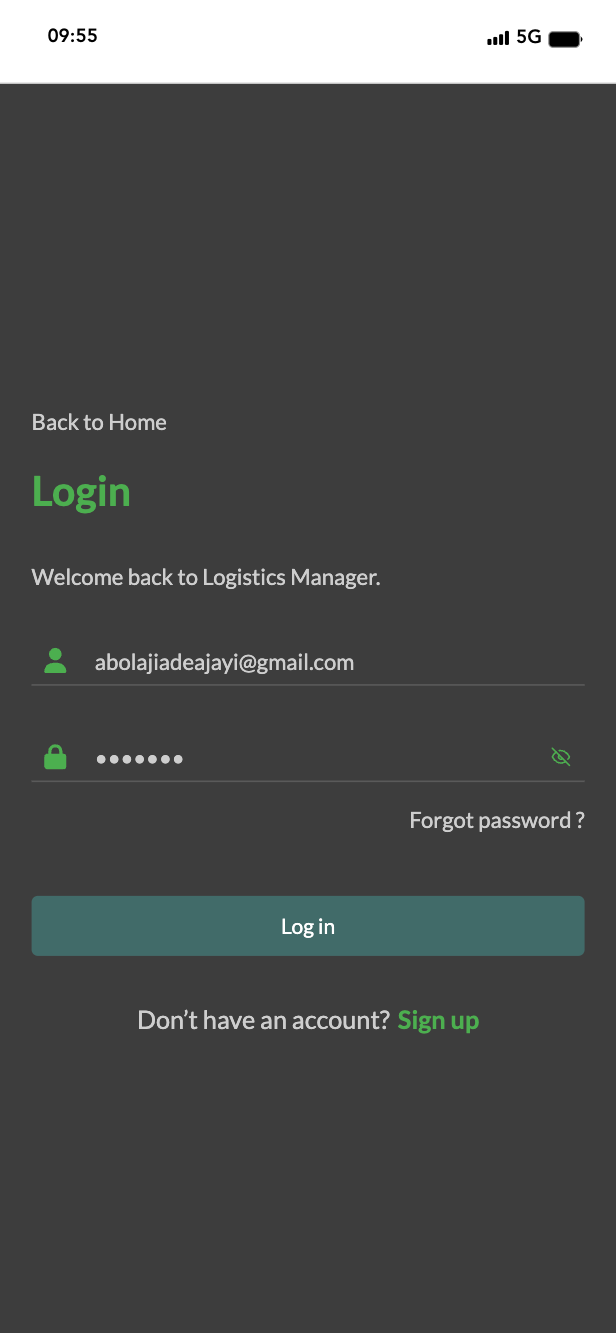 09:55 5G
Back to Home
Login
Welcome back to Logistics Manager.
abolajiadeajayi@gmail.com
•••••••
Forgot password ?
Log in
Don’t have an account? Sign up